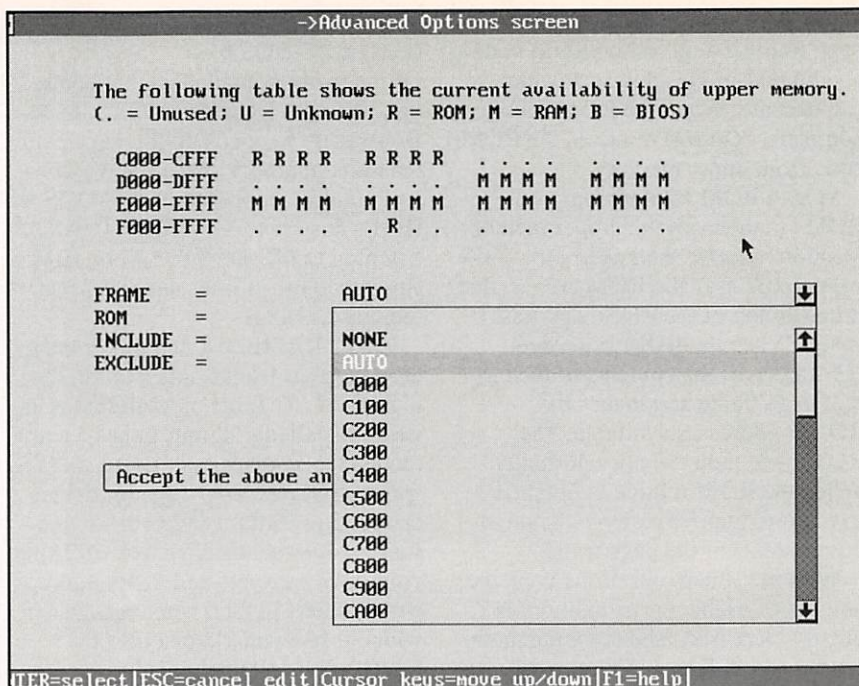 ->Advanced Options screen
The following table shows the current availability of upper memory.
(. = Unused; U = Unknown; R = ROM; M = RAM; B = BIOS)
C000-CFFF R R R R R R R R . . . . . . . .
D000-DFFF . . . . . . . . M M M M M M M M
E000-EFFF M M M M M M M M M M M M M M M M
F000-FFFF . . . . . R . . . . . . . . . .
FRAME = AUTO
ROM =
INCLUDE = NONE
EXCLUDE = AUTO
C000
C100
C200
C300
Accept the above an C400
C500
C600
C700
C800
C900
CA00
=select|ESC=cancel edit|Cursor keys=move up/down|F1=help|